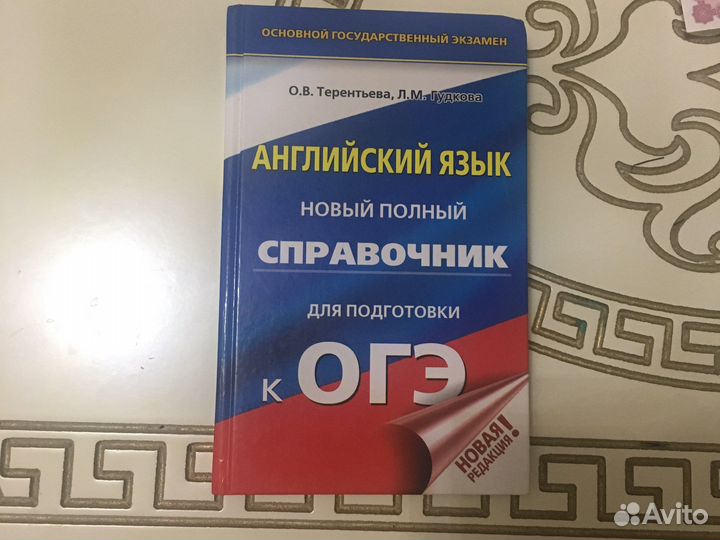 ОСНОВНОЙ ГОСУДАРСТВЕННЫЙ ЭКЗАМЕН
О.В. Терентьева, Л.М. Гудкова
АНГЛИЙСКИЙ ЯЗЫК
НОВЫЙ ПОЛНЫЙ
СПРАВОЧНИК
ДЛЯ ПОДГОТОВКИ
К ОГЭ
НОВАЯ
РЕДАКЦИЯ!
Avito